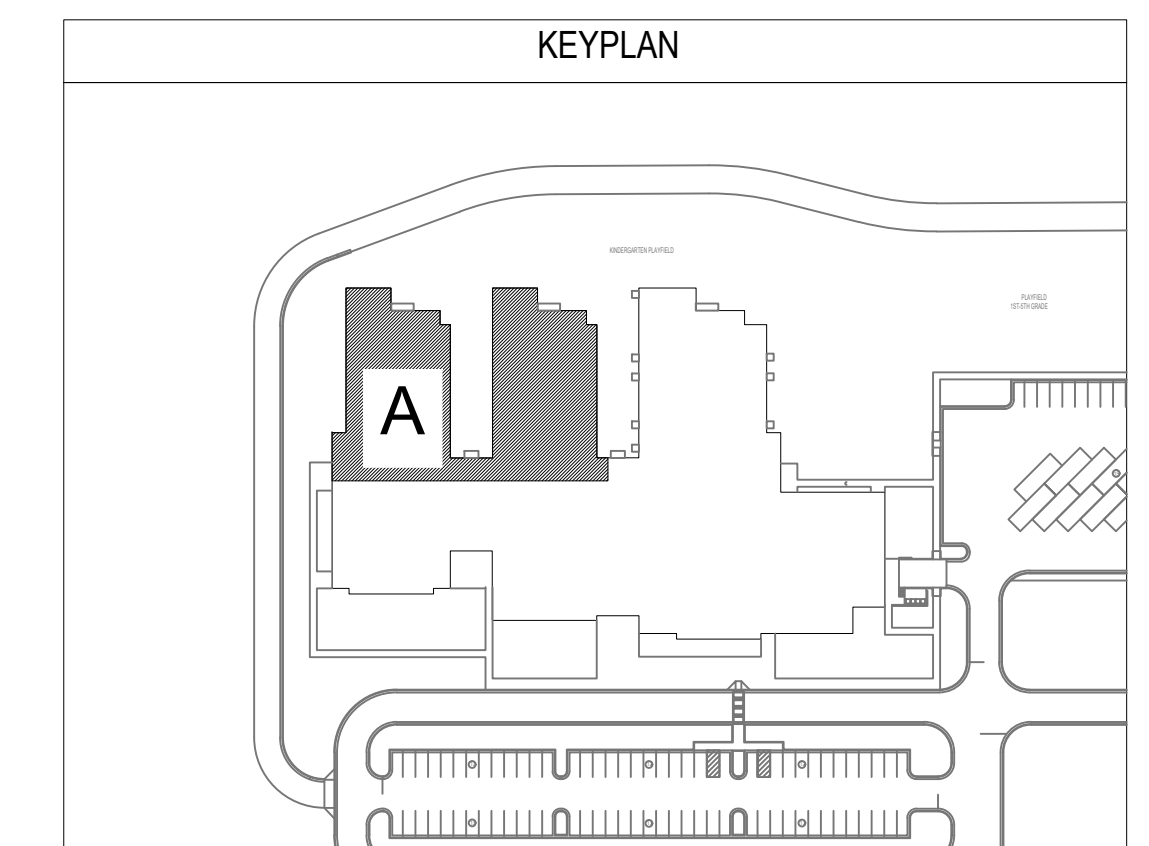 KEYPLAN
KINDERGARTEN PLAYFIELD
PLAYFIELD
1ST-5TH GRADE
A